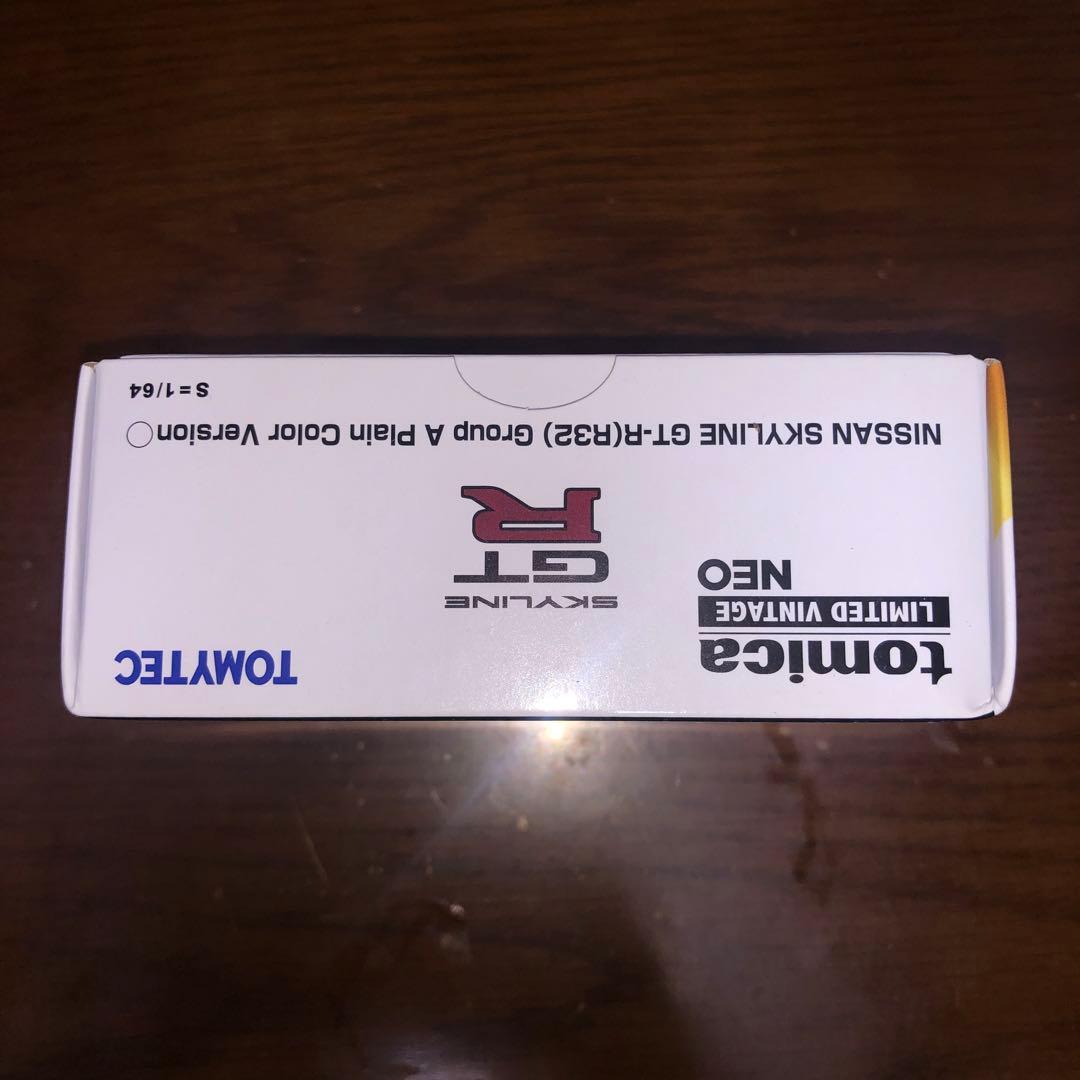 tomica
LIMITED VINTAGE
NEO
TOMYTEC
SKYLINE
GT
R
NISSAN SKYLINE GT-R(R32) Group A Plain Color Version○
S=1/64